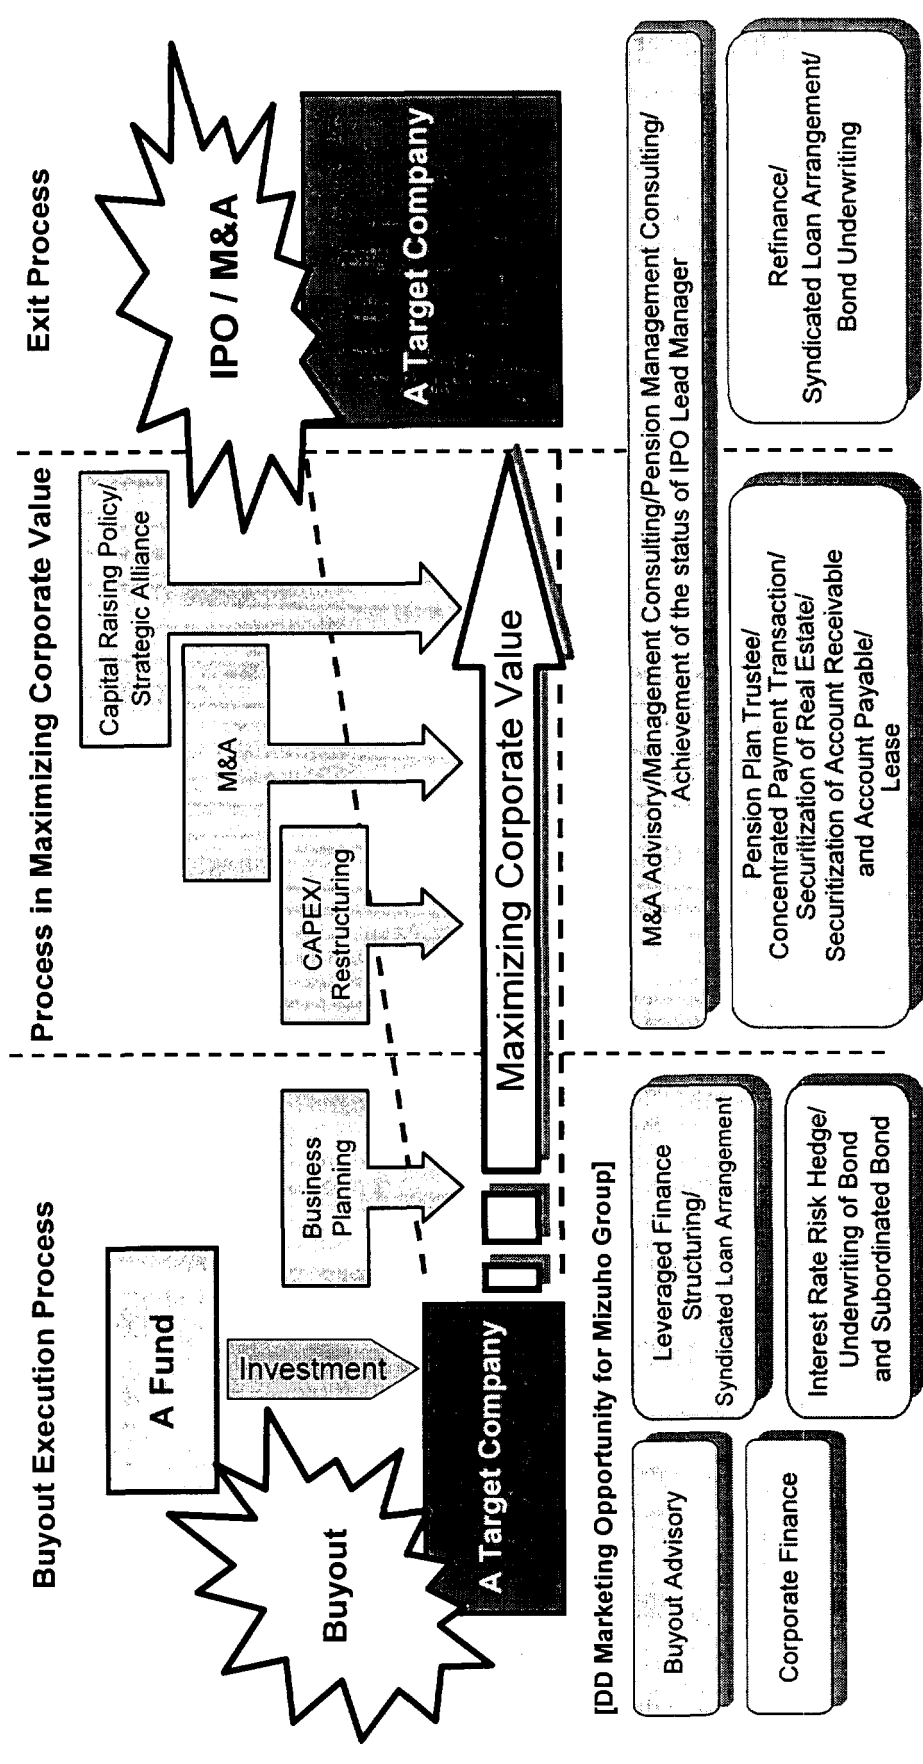 Buyout Execution Process
Process in Maximizing Corporate Value
Exit Process
A Fund
Investment
Buyout
A Target Company
Business
Planning
CAPEX/
Restructuring
M&A
Capital Raising Policy/
Strategic Alliance
Maximizing Corporate Value
IPO / M&A
A Target Company
[DD Marketing Opportunity for Mizuho Group]
Buyout Advisory
Corporate Finance
Leveraged Finance
Structuring/
Syndicated Loan Arrangement
Interest Rate Risk Hedge/
Underwriting of Bond
and Subordinated Bond
M&A Advisory/Management Consulting/Pension Management Consulting/
Achievement of the status of IPO Lead Manager
Pension Plan Trustee/
Concentrated Payment Transaction/
Securitization of Real Estate/
Securitization of Account Receivable
and Account Payable/
Lease
Refinance/
Syndicated Loan Arrangement/
Bond Underwriting